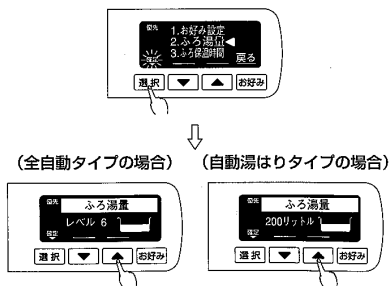 優先
1.お好み設定
2.ふろ湯量◀
3.ふろ保温時間
確定
戻る
選択 ▼ ▲ お好み
(全自動タイプの場合)
優先
ふろ湯量
レベル 6
確定
選択 ▼ ▲ お好み
(自動湯はりタイプの場合)
優先
ふろ湯量
200リットル
確定
選択 ▼ ▲ お好み